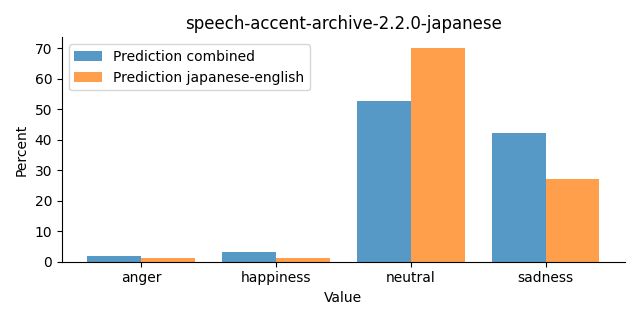 speech-accent-archive-2.2.0-japanese
Prediction combined
Prediction japanese-english
Percent
70
60
50
40
30
20
10
0
anger happiness neutral sadness
Value